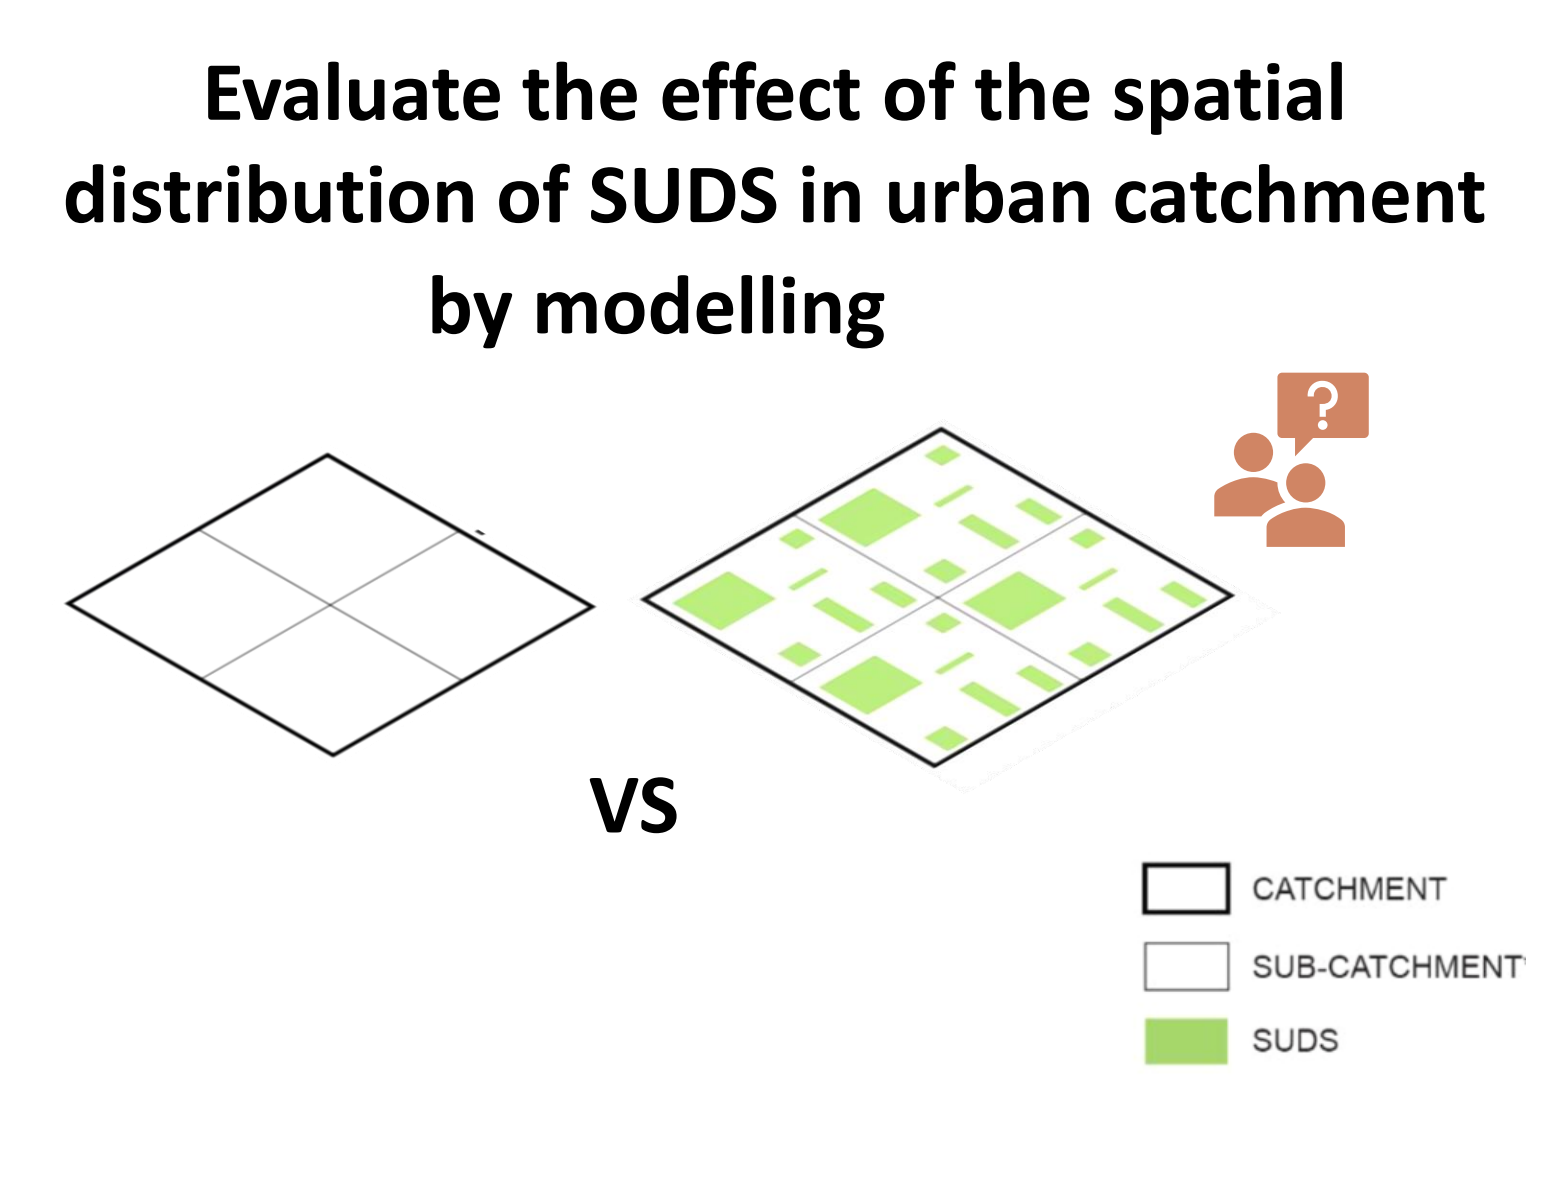 Evaluate the effect of the spatial
distribution of SUDS in urban catchment
by modelling
?
VS
CATCHMENT
SUB-CATCHMENT
SUDS